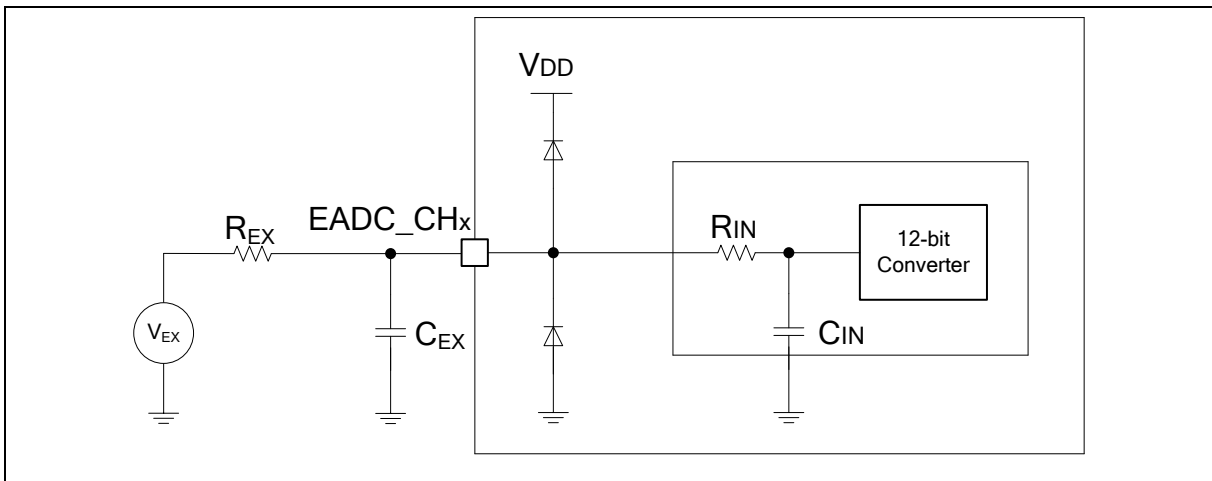 VDD
EADC_CHx
REX
RIN
12-bit
Converter
VEX
CEX
CIN